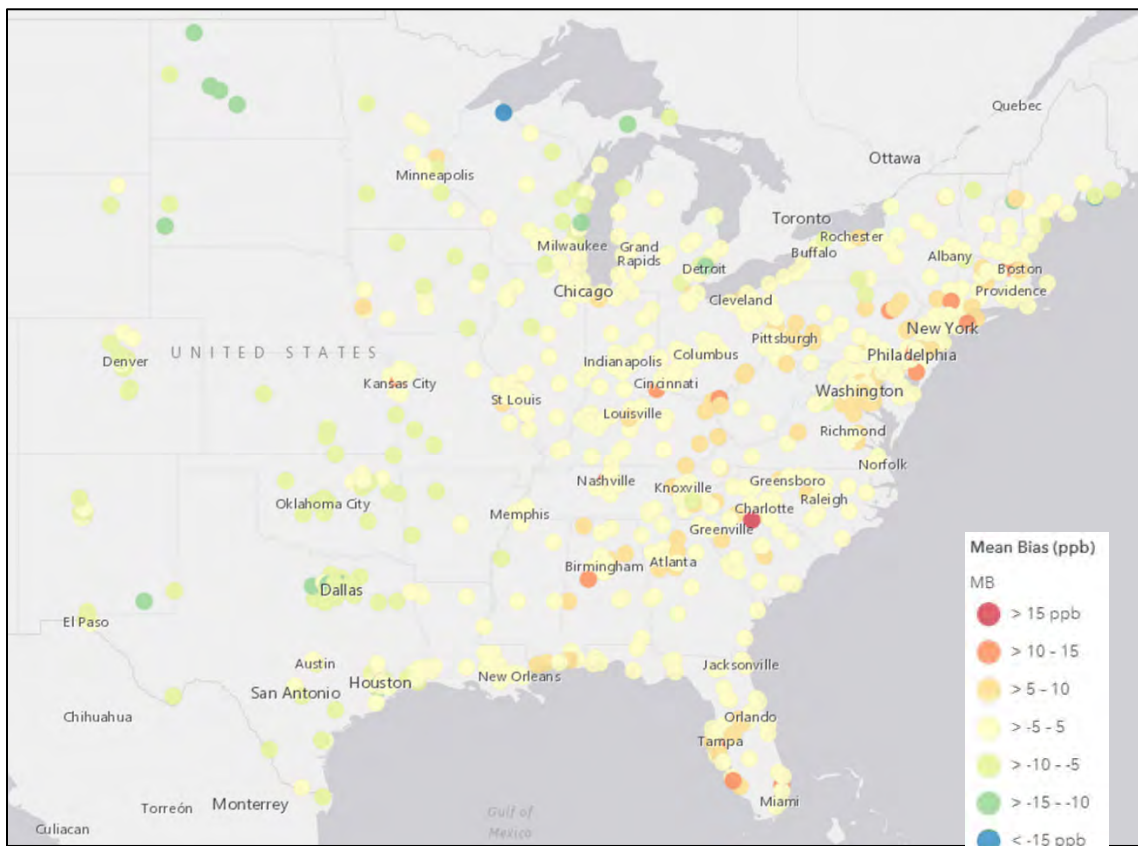 Quebec
Ottawa
Minneapolis
Toronto
Rochester
Buffalo
Milwaukee
Grand
Rapids
Albany
Detroit
Boston
Chicago
Cleveland
Providence
New York
Pittsburgh
UNITED STATES
Denver
Indianapolis
Columbus
Philadelphia
Kansas City
Cincinnati
St Louis
Washington
Louisville
Richmond
Norfolk
Nashville
Knoxville
Greensboro
Oklahoma City
Raleigh
Memphis
Charlotte
Greenville
Birmingham
Atlanta
Dallas
El Paso
Austin
Jacksonville
New Orleans
Houston
San Antonio
Chihuahua
Orlando
Tampa
Miami
Torreón
Monterrey
Gulf of
Mexico
Culiacan
Mean Bias (ppb)
MB
> 15 ppb
> 10 - 15
> 5 - 10
> -5 - 5
> -10 - -5
> -15 - -10
< -15 ppb